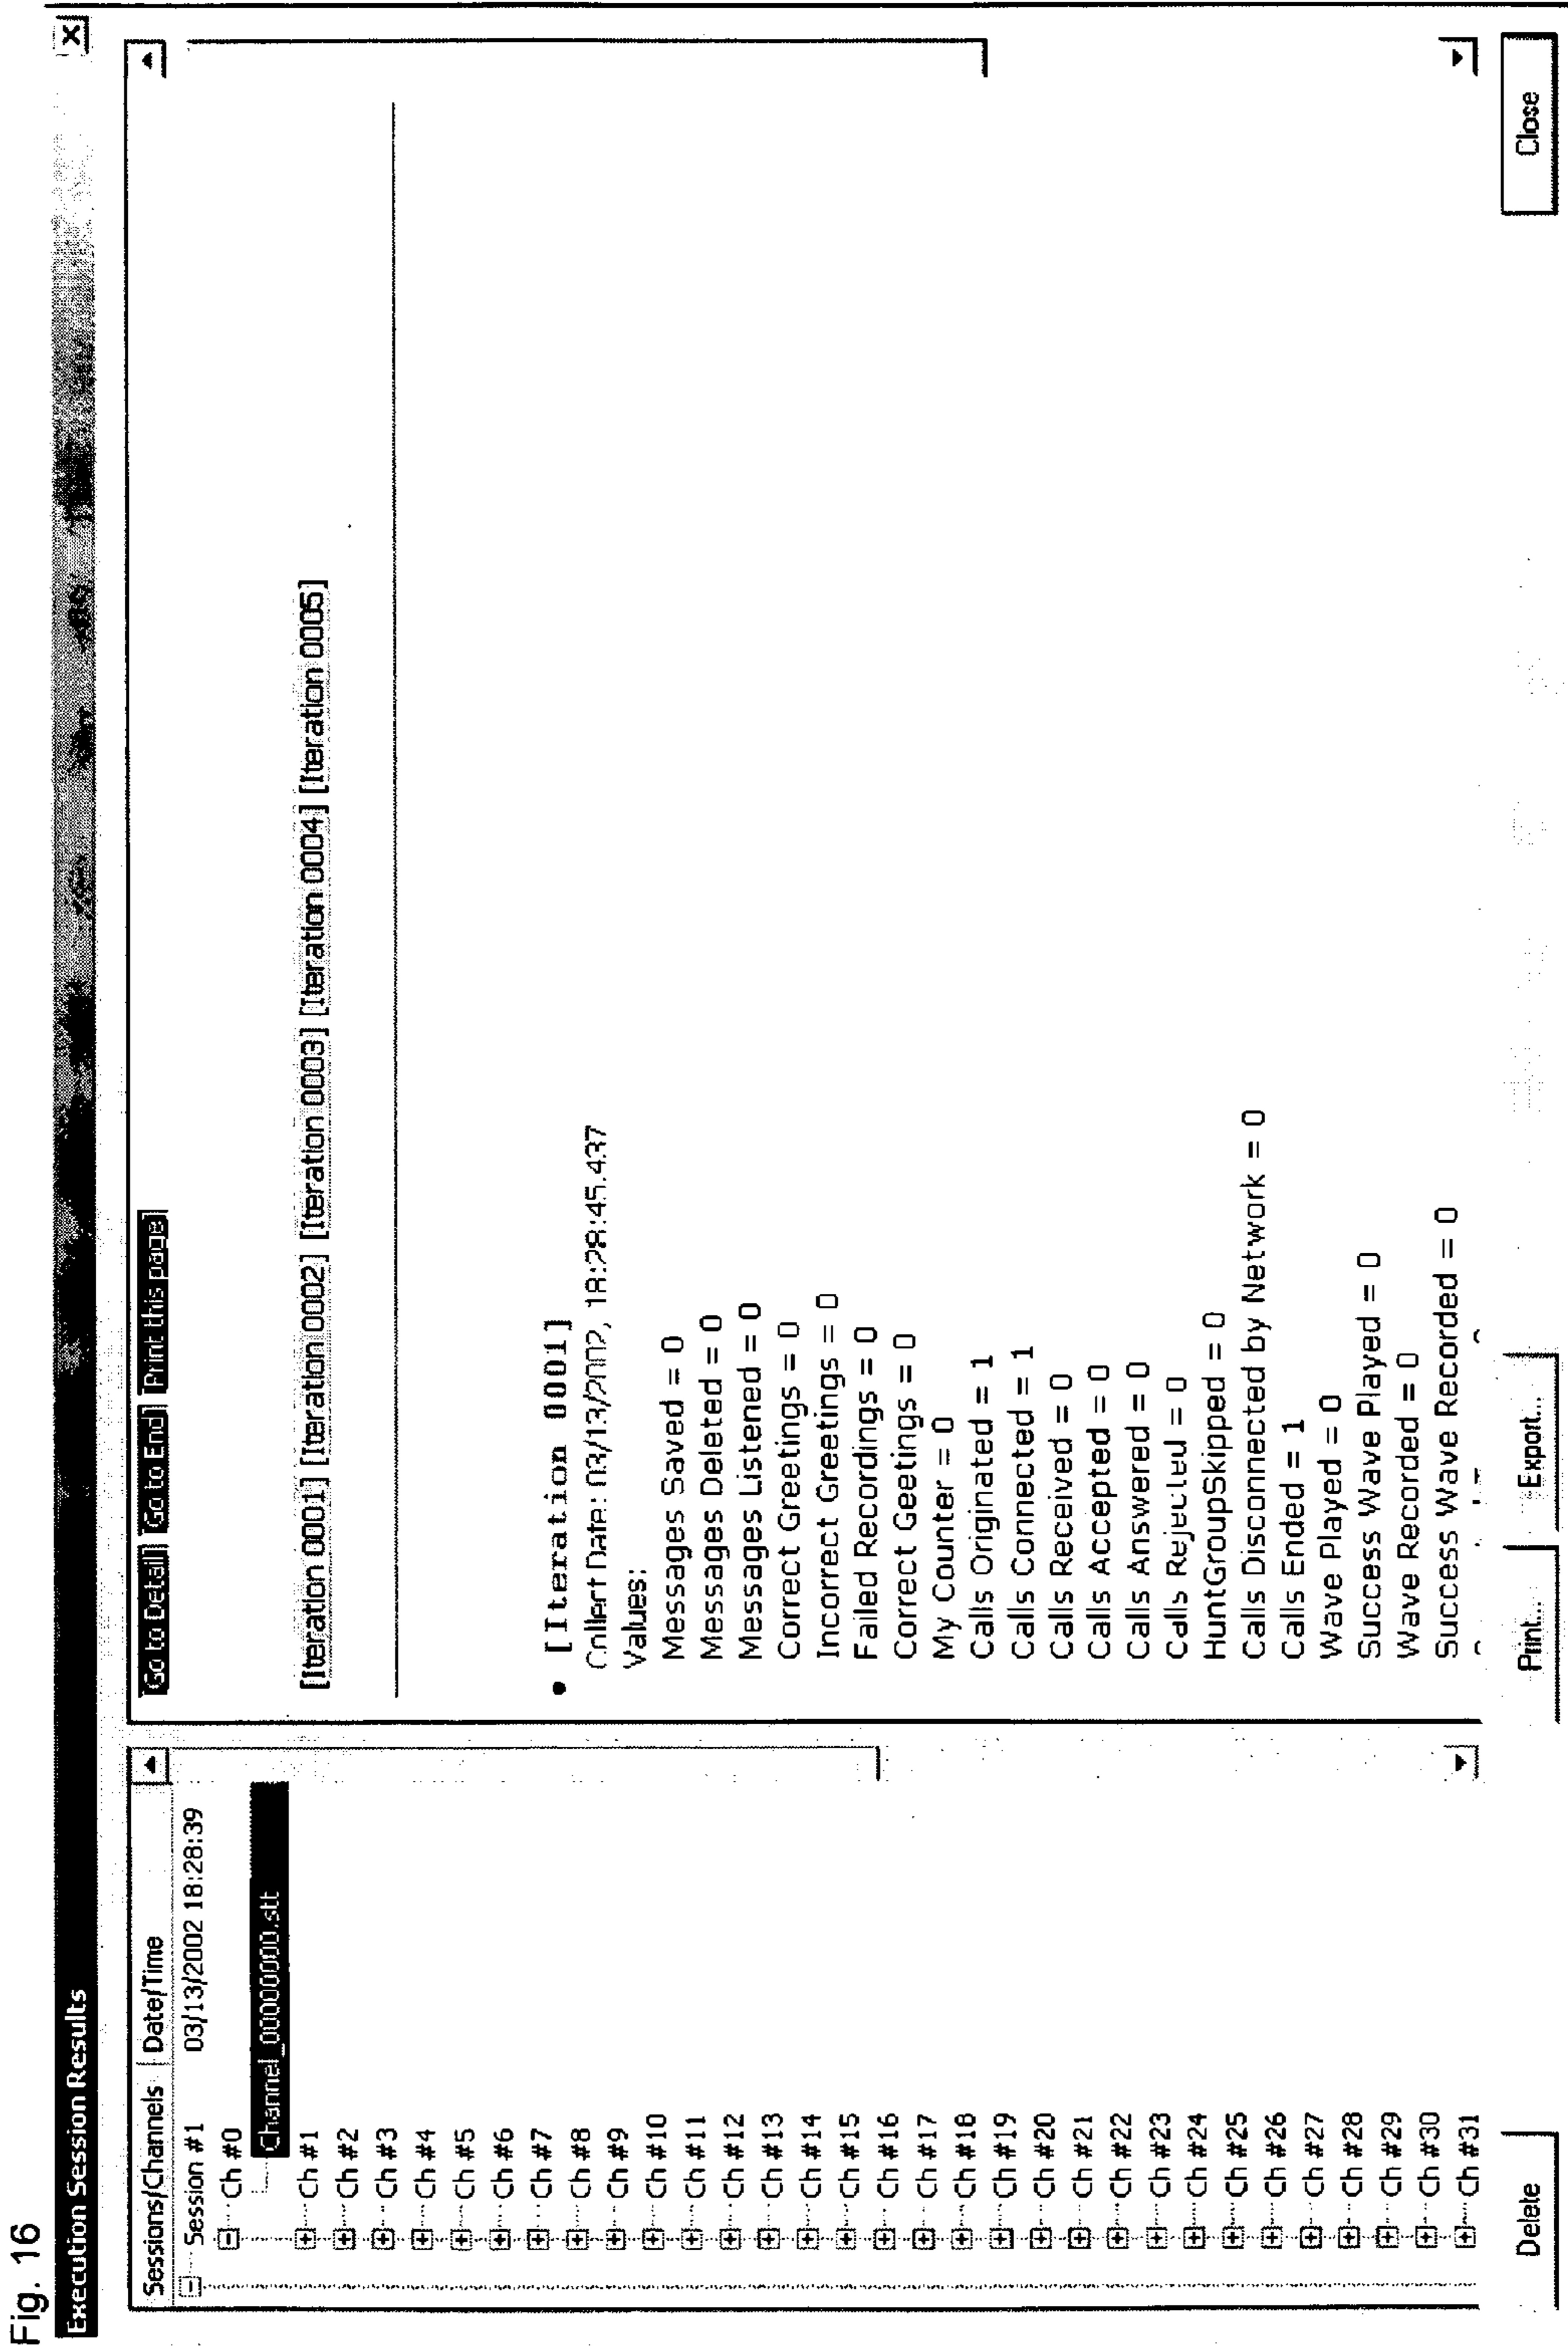 Fig. 16
Execution Session Results
Sessions/Channels Date/Time
Session #1 03/13/2002 18:28:39
Ch #0
Channel_0000000.stt
Ch #1
Ch #2
Ch #3
Ch #4
Ch #5
Ch #6
Ch #7
Ch #8
Ch #9
Ch #10
Ch #11
Ch #12
Ch #13
Ch #14
Ch #15
Ch #16
Ch #17
Ch #18
Ch #19
Ch #20
Ch #21
Ch #22
Ch #23
Ch #24
Ch #25
Ch #26
Ch #27
Ch #28
Ch #29
Ch #30
Ch #31
[Go to Detail] [Go to End] [Print this page]
[Iteration 0001] [Iteration 0002] [Iteration 0003] [Iteration 0004] [Iteration 0005]
• [Iteration 0001]
Collect Date: 03/13/2002, 18:28:45.437
Values:
Messages Saved = 0
Messages Deleted = 0
Messages Listened = 0
Correct Greetings = 0
Incorrect Greetings = 0
Failed Recordings = 0
Correct Geetings = 0
My Counter = 0
Calls Originated = 1
Calls Connected = 1
Calls Received = 0
Calls Accepted = 0
Calls Answered = 0
Calls Rejected = 0
HuntGroupSkipped = 0
Calls Disconnected by Network = 0
Calls Ended = 1
Wave Played = 0
Success Wave Played = 0
Wave Recorded = 0
Success Wave Recorded = 0
Delete
Print...
Export...
Close